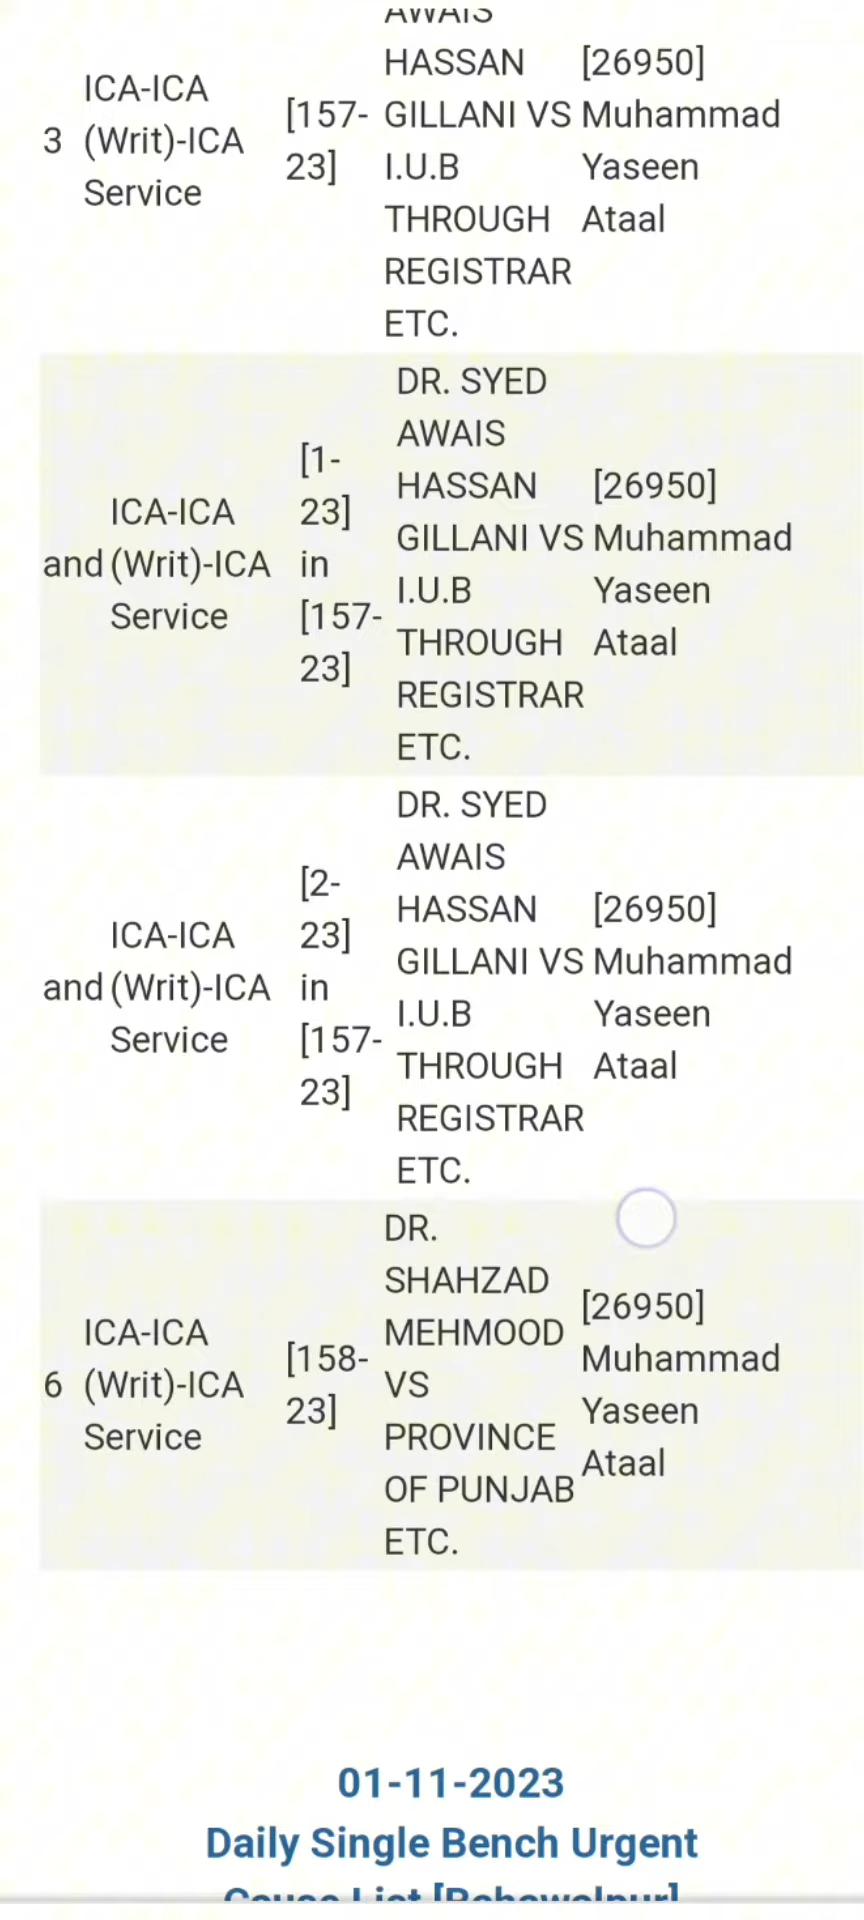 AWAIS
HASSAN [26950]
ICA-ICA
[157- GILLANI VS Muhammad
3 (Writ)-ICA
23] I.U.B Yaseen
Service
THROUGH Ataal
REGISTRAR
ETC.
DR. SYED
AWAIS
[1-
HASSAN [26950]
ICA-ICA 23]
GILLANI VS Muhammad
and (Writ)-ICA in
I.U.B Yaseen
Service [157-
THROUGH Ataal
23]
REGISTRAR
ETC.
DR. SYED
AWAIS
[2-
HASSAN [26950]
ICA-ICA 23]
GILLANI VS Muhammad
and (Writ)-ICA in
I.U.B Yaseen
Service [157-
THROUGH Ataal
23]
REGISTRAR
ETC.
DR.
SHAHZAD
[26950]
ICA-ICA MEHMOOD
[158- Muhammad
6 (Writ)-ICA VS
23] Yaseen
Service PROVINCE
Ataal
OF PUNJAB
ETC.
01-11-2023
Daily Single Bench Urgent
Cause List [Bahawalpur]